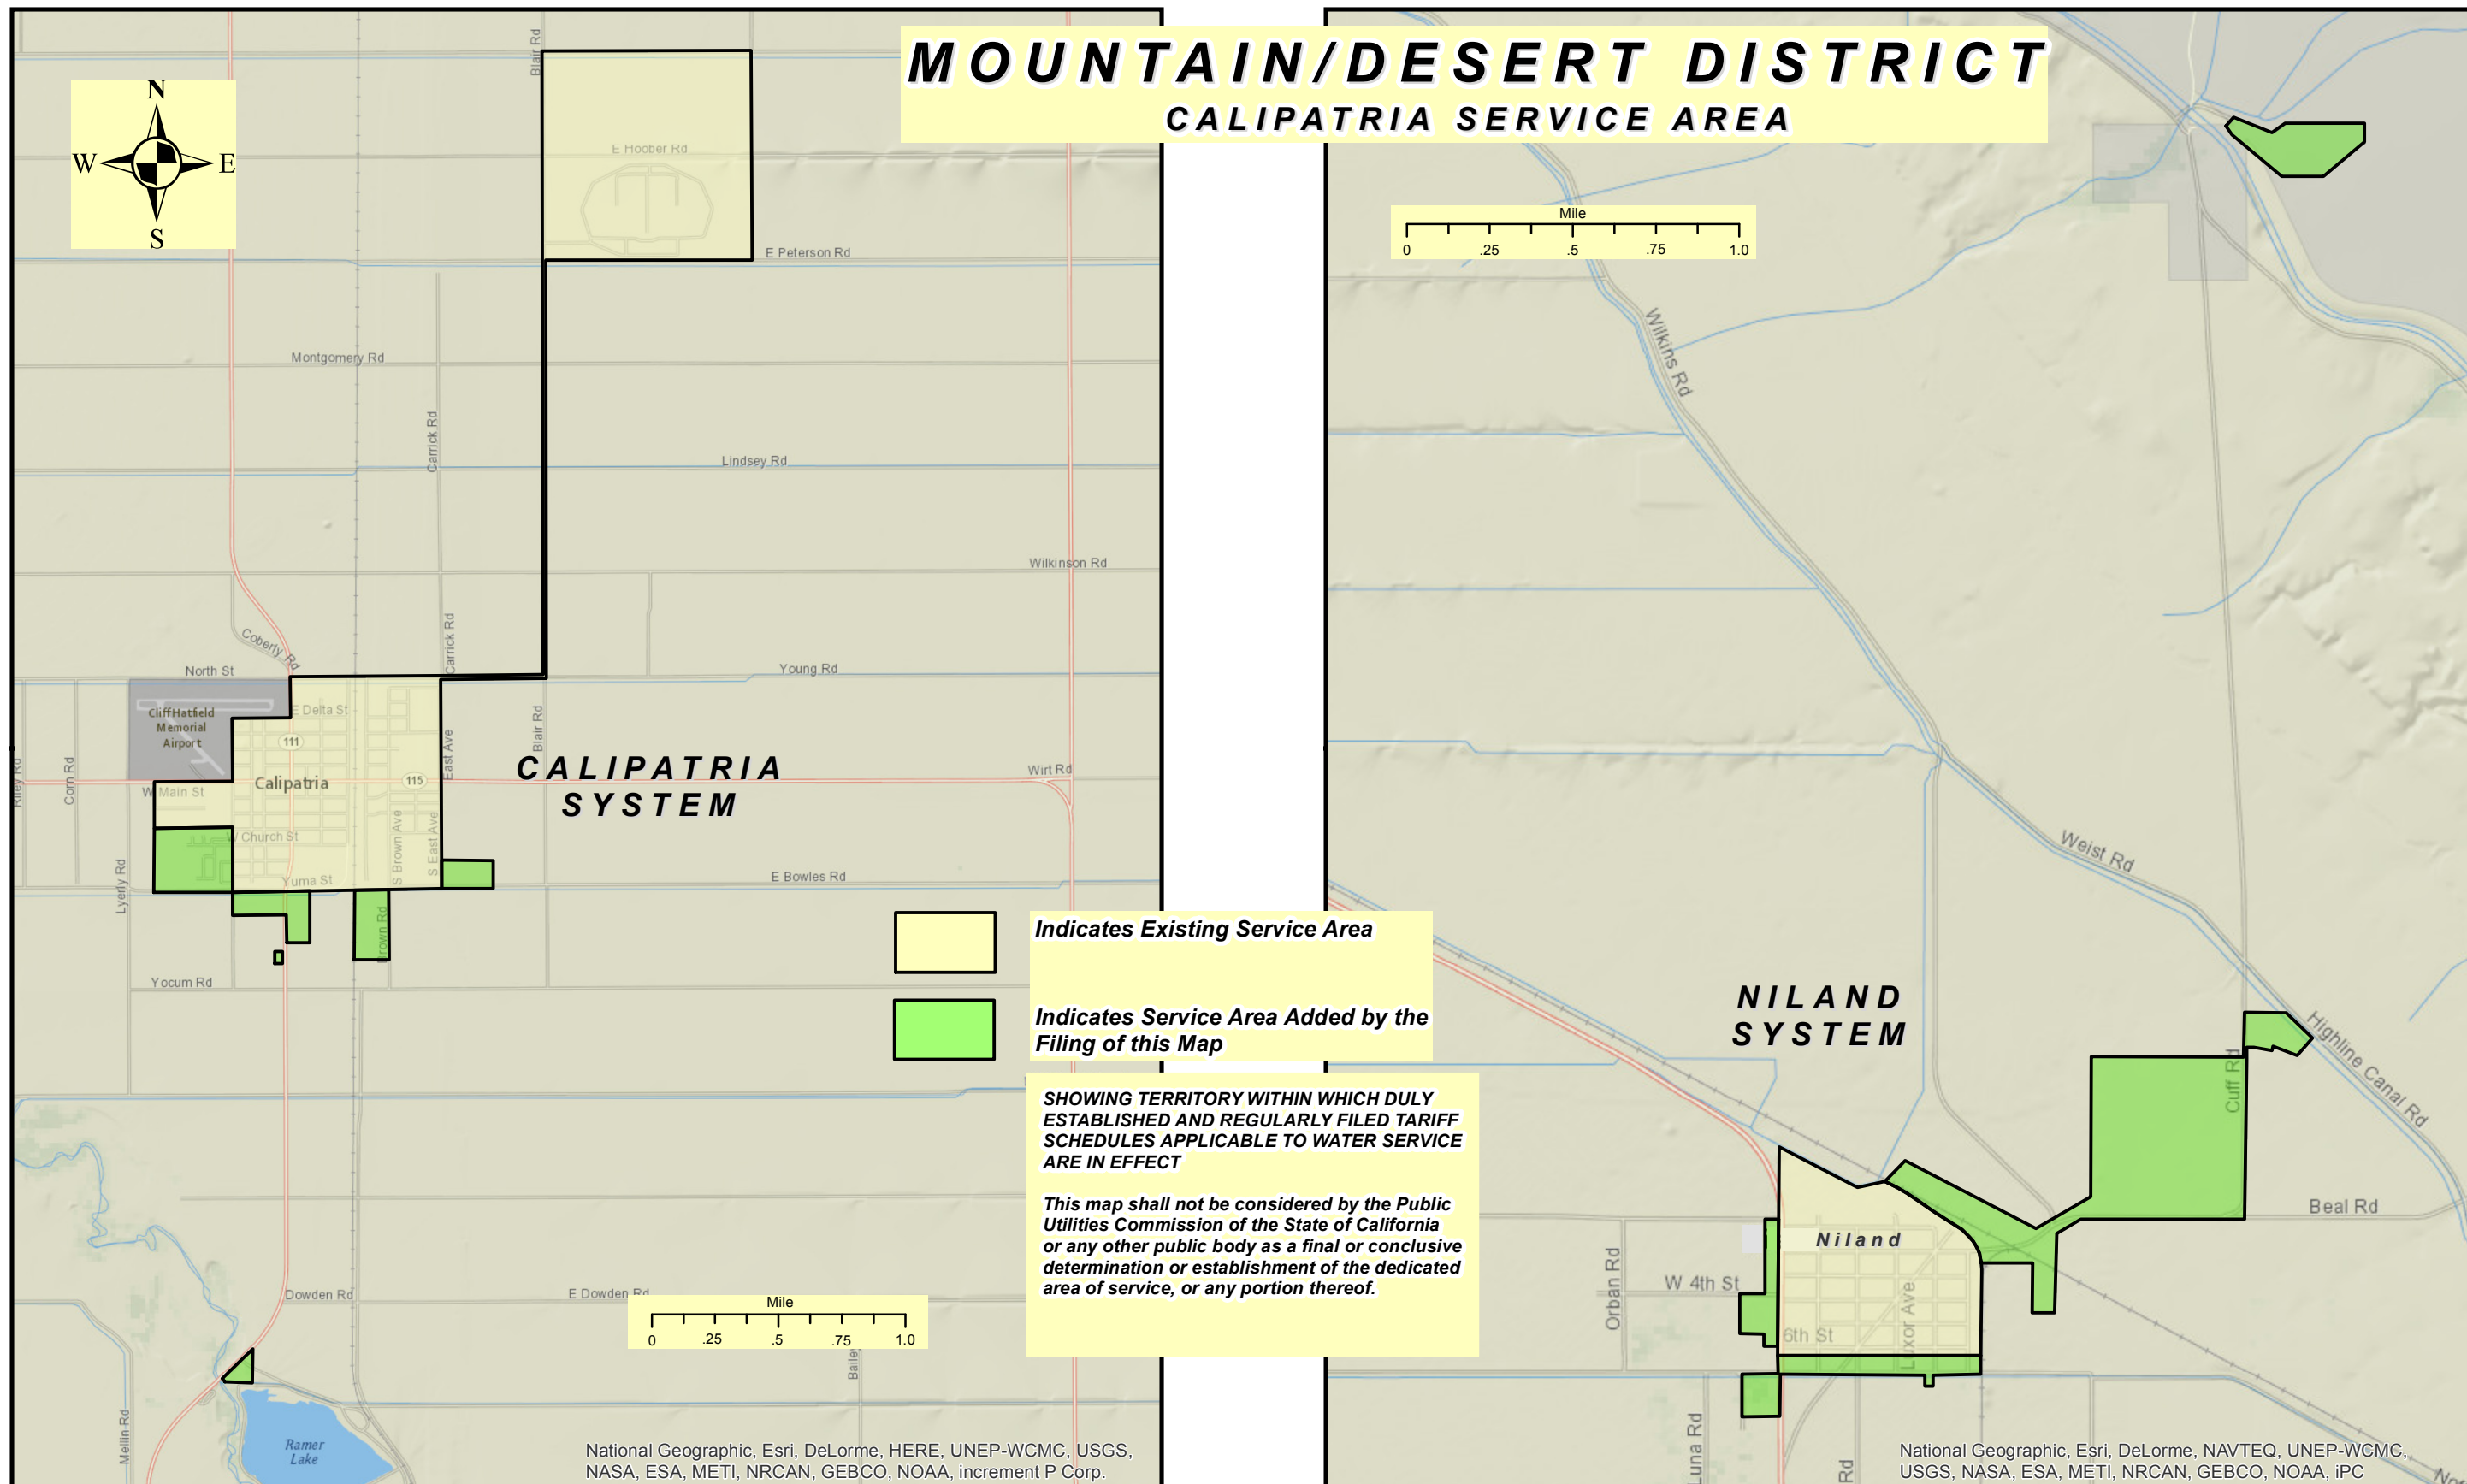 MOUNTAIN/DESERT DISTRICT
CALIPATRIA SERVICE AREA
N
W E
S
Blair Rd
E Hoober Rd
E Peterson Rd
Montgomery Rd
Carrick Rd
Lindsey Rd
Wilkinson Rd
Coberly Rd
Carrick Rd
North St
Young Rd
Cliff Hatfield
Memorial
Airport
E Delta St
111
Blair Rd
East Ave
Riley Rd
Corn Rd
W Main St
Calipatria
115
CALIPATRIA
SYSTEM
Wirt Rd
W Church St
S Brown Ave
S East Ave
Lyerly Rd
Yuma St
E Bowles Rd
Brown Rd
Yocum Rd
Indicates Existing Service Area
Indicates Service Area Added by the
Filing of this Map
SHOWING TERRITORY WITHIN WHICH DULY
ESTABLISHED AND REGULARLY FILED TARIFF
SCHEDULES APPLICABLE TO WATER SERVICE
ARE IN EFFECT
This map shall not be considered by the Public
Utilities Commission of the State of California
or any other public body as a final or conclusive
determination or establishment of the dedicated
area of service, or any portion thereof.
Dowden Rd
E Dowden Rd
Mile
0 .25 .5 .75 1.0
Mellin Rd
Ramer
Lake
National Geographic, Esri, DeLorme, HERE, UNEP-WCMC, USGS,
NASA, ESA, METI, NRCAN, GEBCO, NOAA, increment P Corp.
Mile
0 .25 .5 .75 1.0
Wilkins Rd
Weist Rd
NILAND
SYSTEM
Highline Canal Rd
Cuff Rd
Beal Rd
Niland
Orban Rd
W 4th St
Luxor Ave
6th St
Luna Rd
Rd
National Geographic, Esri, DeLorme, NAVTEQ, UNEP-WCMC,
USGS, NASA, ESA, METI, NRCAN, GEBCO, NOAA, iPC